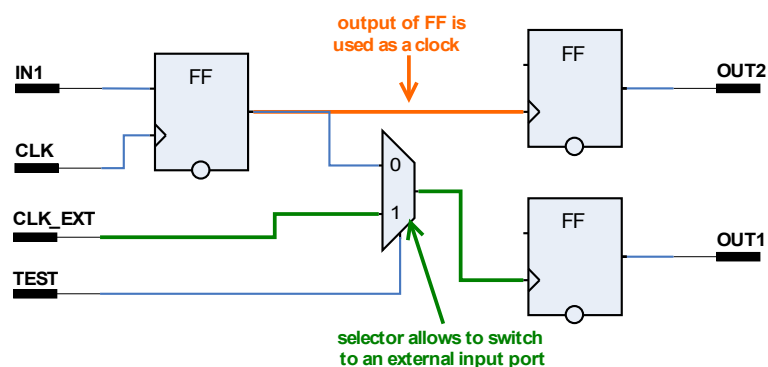 output of FF is
used as a clock
IN1
FF
FF
OUT2
CLK
0
CLK_EXT
1
FF
OUT1
TEST
selector allows to switch
to an external input port